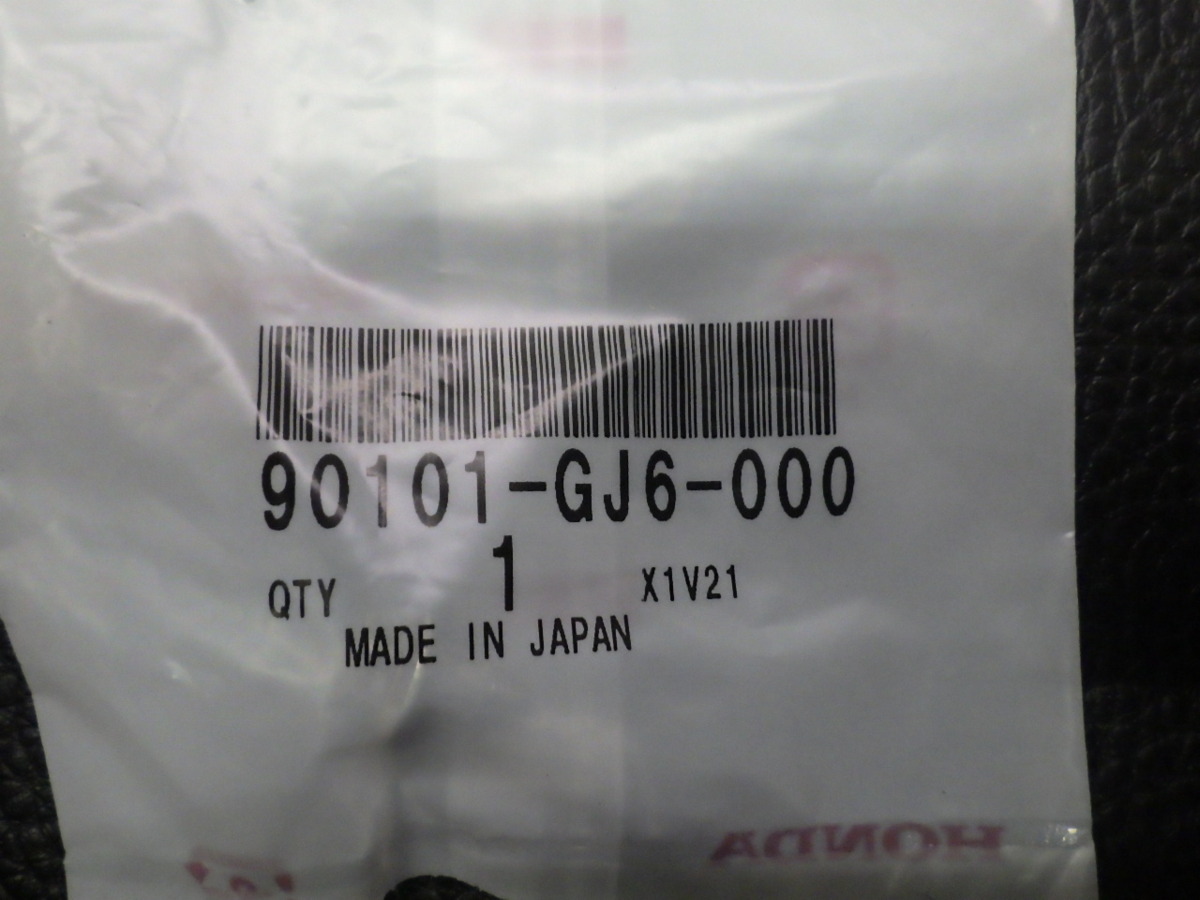 90101-GJ6-000
1
QTY X1V21
MADE IN JAPAN
HONDA